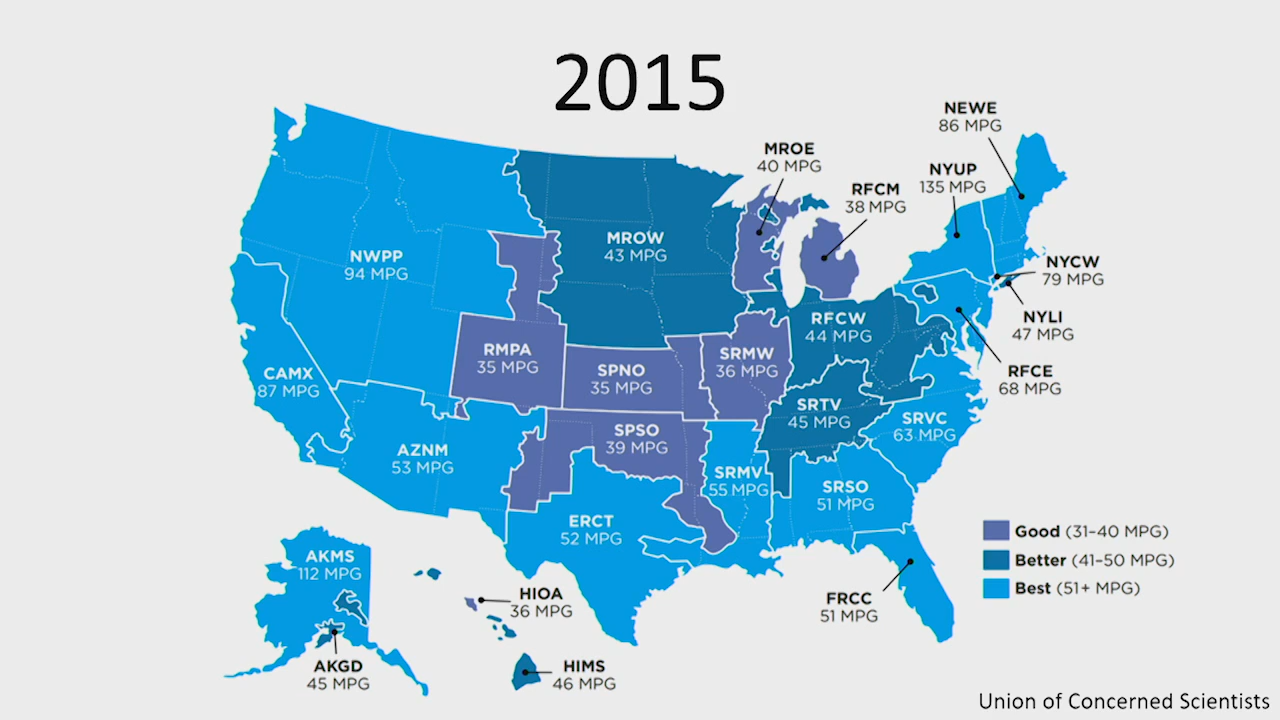 2015
NEWE
86 MPG
MROE
40 MPG
NYUP
135 MPG
RFCM
38 MPG
MROW
43 MPG
NWPP
94 MPG
NYCW
79 MPG
NYLI
47 MPG
RFCW
44 MPG
RMPA
35 MPG
SPNO
35 MPG
SRMW
36 MPG
RFCE
68 MPG
CAMX
87 MPG
SRTV
45 MPG
SRVC
63 MPG
SPSO
39 MPG
AZNM
53 MPG
SRMV
55 MPG
SRSO
51 MPG
ERCT
52 MPG
Good (31–40 MPG)
Better (41–50 MPG)
Best (51+ MPG)
AKMS
112 MPG
HIOA
36 MPG
FRCC
51 MPG
AKGD
45 MPG
HIMS
46 MPG
Union of Concerned Scientists